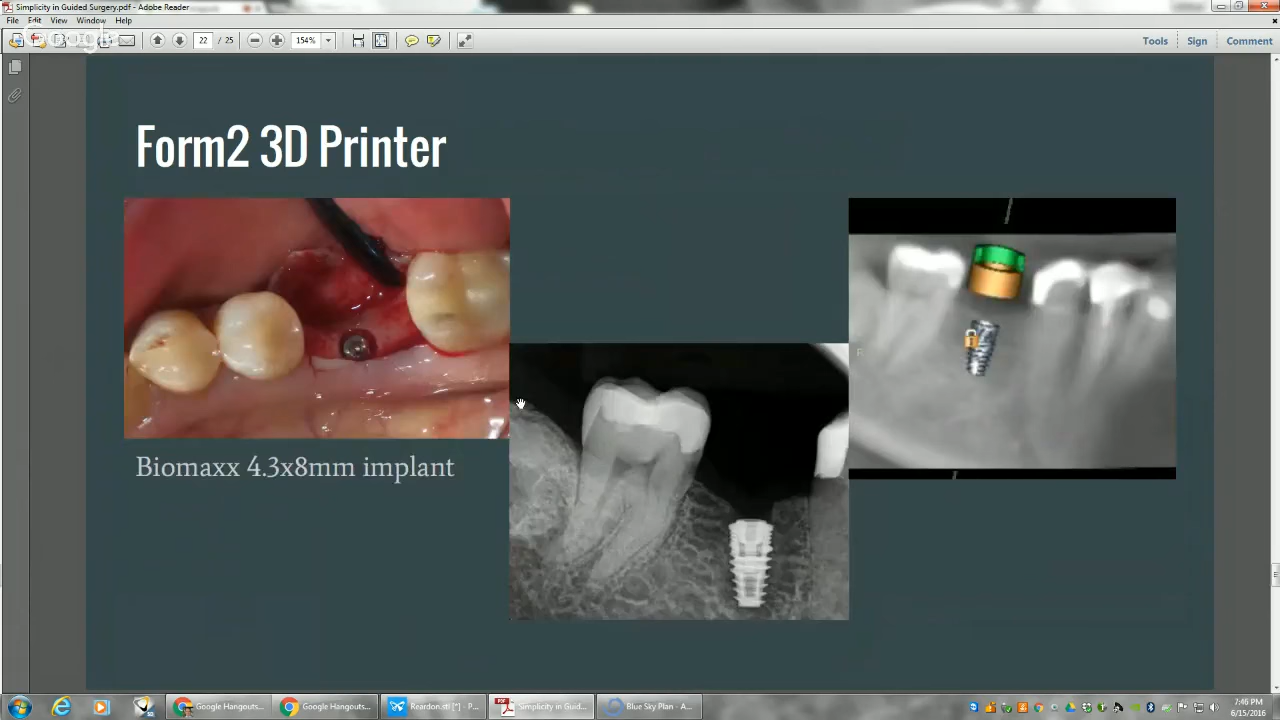 Simplicity in Guided Surgery.pdf - Adobe Reader
File Edit View Window Help
22 / 25
154%
Tools Sign Comment
Form2 3D Printer
Biomaxx 4.3x8mm implant
R
Google Hangouts...
Google Hangouts...
Reardon.stl [*] - P...
Simplicity in Guid...
Blue Sky Plan - A...
7:46 PM
6/15/2016